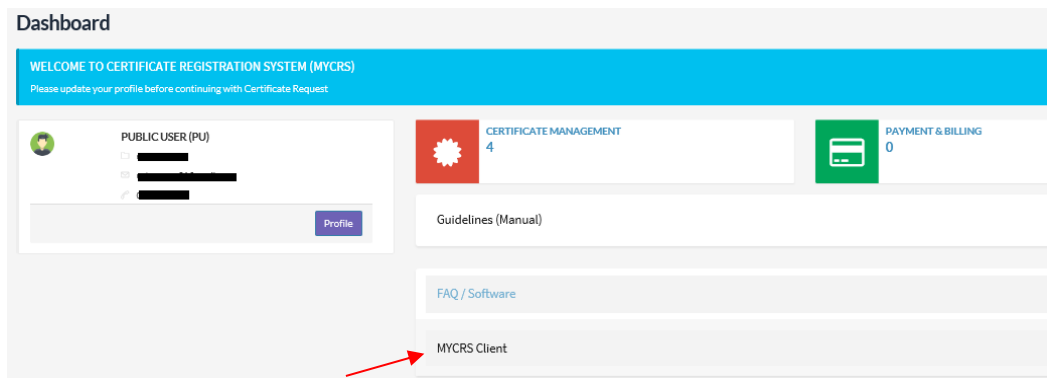 Dashboard
WELCOME TO CERTIFICATE REGISTRATION SYSTEM (MYCRS)
Please update your profile before continuing with Certificate Request
PUBLIC USER (PU)
Profile
CERTIFICATE MANAGEMENT
4
PAYMENT & BILLING
0
Guidelines (Manual)
FAQ / Software
MYCRS Client